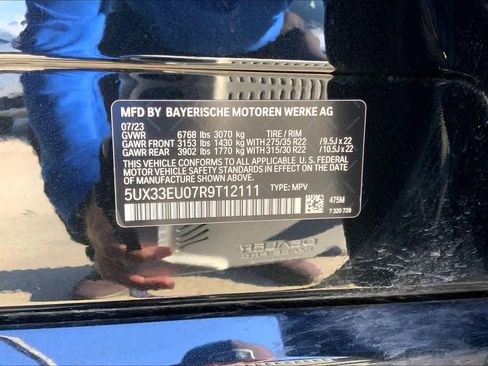 MFD BY BAYERISCHE MOTOREN WERKE AG
07/23
GVWR 6768 lbs 3070 kg TIRE / RIM
GAWR FRONT 3153 lbs 1430 kg WITH 275/35 R22 /9.5J x 22
GAWR REAR 3902 lbs 1770 kg WITH 315/30 R22 /10.5J x 22
THIS VEHICLE CONFORMS TO ALL APPLICABLE U.S. FEDERAL
MOTOR VEHICLE SAFETY STANDARDS IN EFFECT
ON THE DATE OF MANUFACTURE SHOWN ABOVE.
5UX33EU07R9T12111 TYPE: MPV 475M
7 320 729